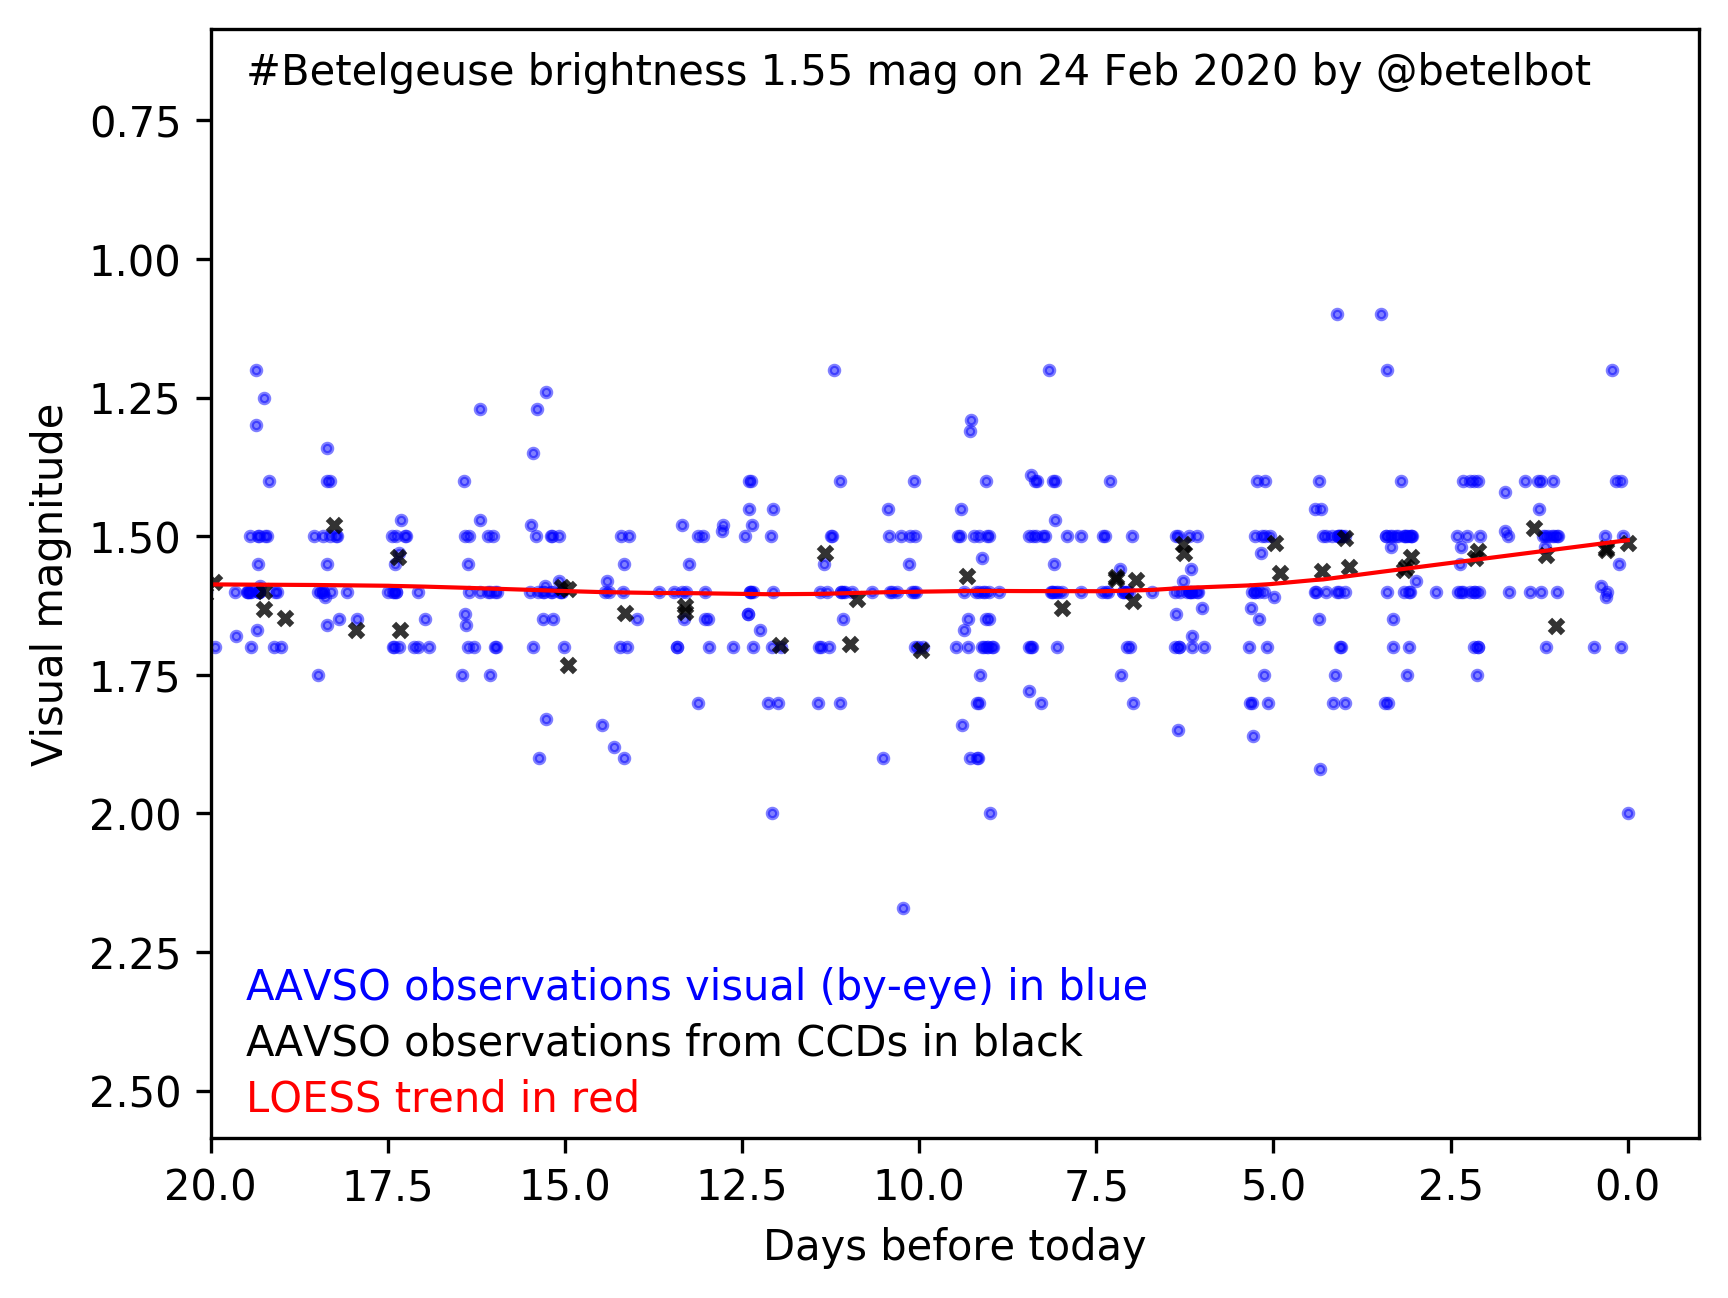 #Betelgeuse brightness 1.55 mag on 24 Feb 2020 by @betelbot
0.75
1.00
1.25
1.50
1.75
2.00
2.25
2.50
Visual magnitude
AAVSO observations visual (by-eye) in blue
AAVSO observations from CCDs in black
LOESS trend in red
20.0 17.5 15.0 12.5 10.0 7.5 5.0 2.5 0.0
Days before today